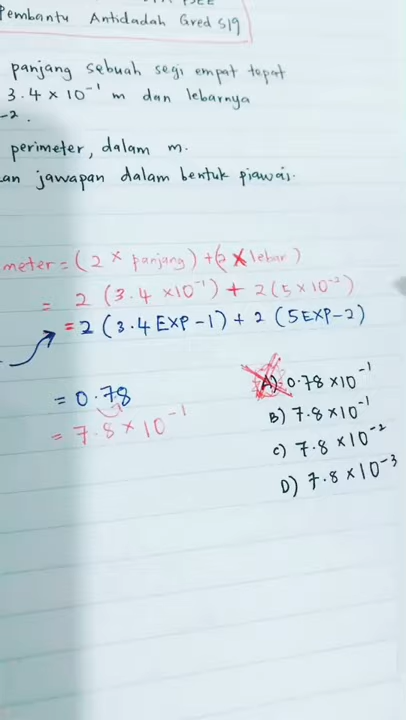 Pembantu Antidadah Gred S19
panjang sebuah segi empat tepat
3.4 × 10⁻¹ m dan lebarnya
⁻².
perimeter, dalam m.
an jawapan dalam bentuk piawai.
meter = (2 × panjang) + (2 × lebar)
= 2 (3.4 × 10⁻¹) + 2 (5 × 10⁻²)
= 2 (3.4 EXP - 1) + 2 (5 EXP - 2)
= 0.78
= 7.8 × 10⁻¹
A) 0.78 × 10⁻¹
B) 7.8 × 10⁻¹
C) 7.8 × 10⁻²
D) 7.8 × 10⁻³